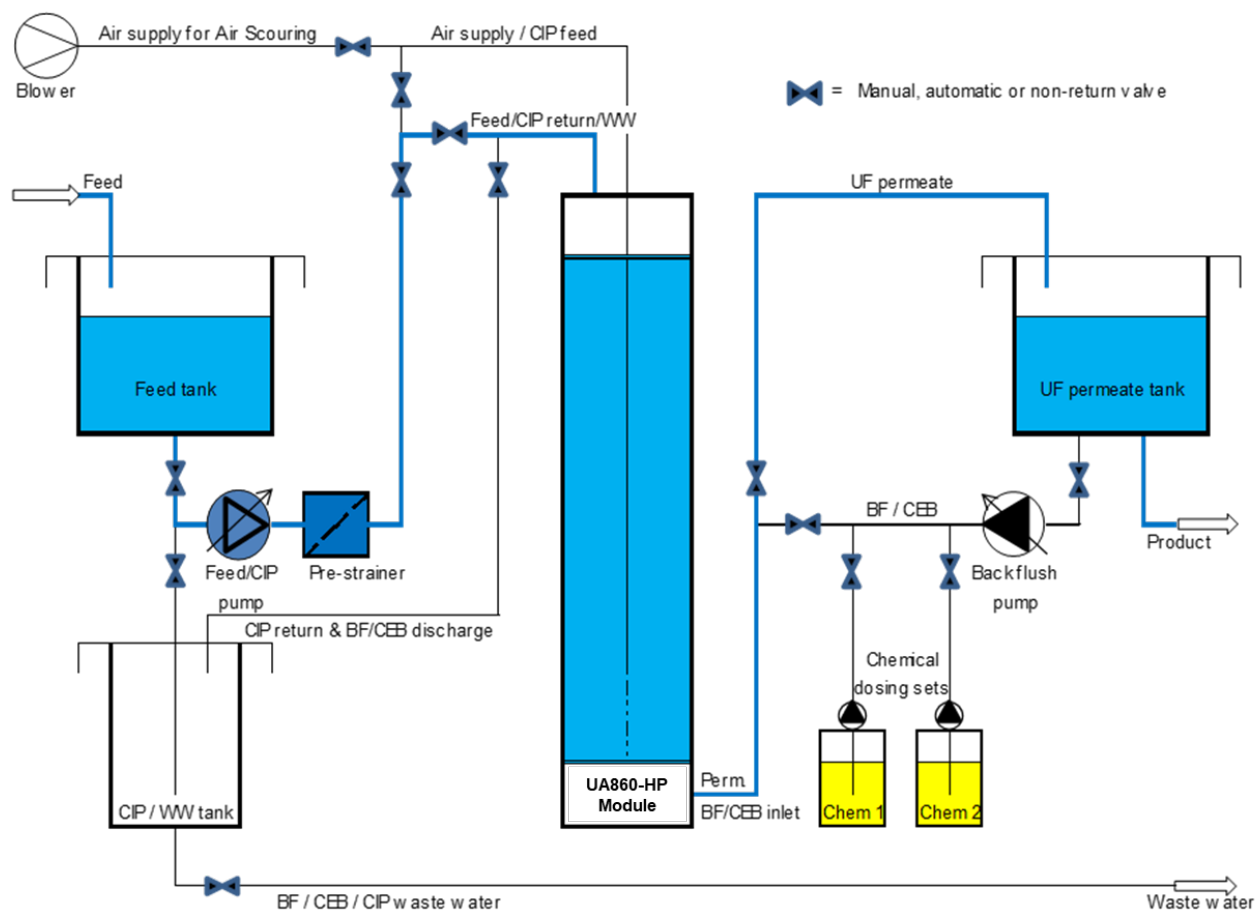 Air supply for Air Scouring
Air supply / CIP feed
Blower
= Manual, automatic or non-return valve
Feed/CIP return/WW
Feed
UF permeate
Feed tank
UF permeate tank
BF / CEB
Product
Feed/CIP
pump
Pre-strainer
Backflush
pump
CIP return & BF/CEB discharge
Chemical
dosing sets
UA860-HP
Module
Perm.
BF/CEB inlet
CIP / WW tank
Chem 1
Chem 2
BF / CEB / CIP waste water
Waste water